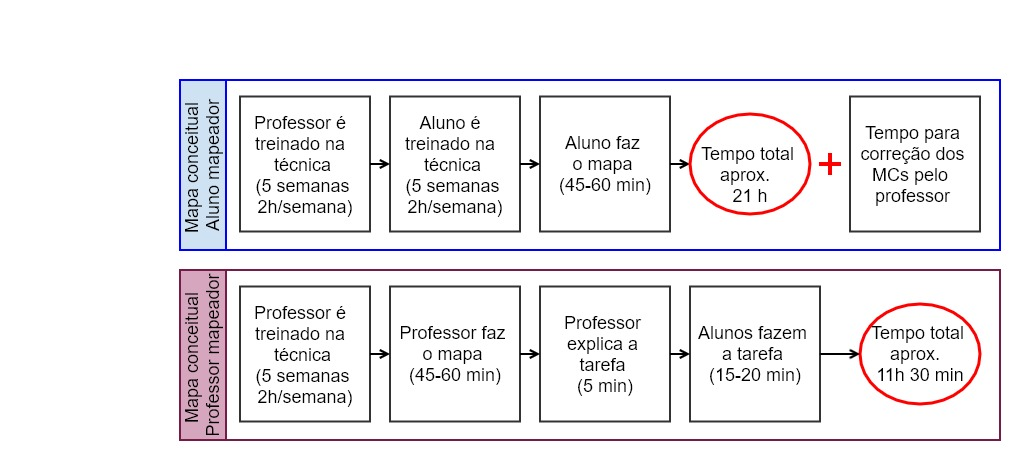 Mapa conceitual
Aluno mapeador
Professor é
treinado na
técnica
(5 semanas
2h/semana)
Aluno é
treinado na
técnica
(5 semanas
2h/semana)
Aluno faz
o mapa
(45-60 min)
Tempo total
aprox.
21 h
+
Tempo para
correção dos
MCs pelo
professor
Mapa conceitual
Professor mapeador
Professor é
treinado na
técnica
(5 semanas
2h/semana)
Professor faz
o mapa
(45-60 min)
Professor
explica a
tarefa
(5 min)
Alunos fazem
a tarefa
(15-20 min)
Tempo total
aprox.
11h 30 min